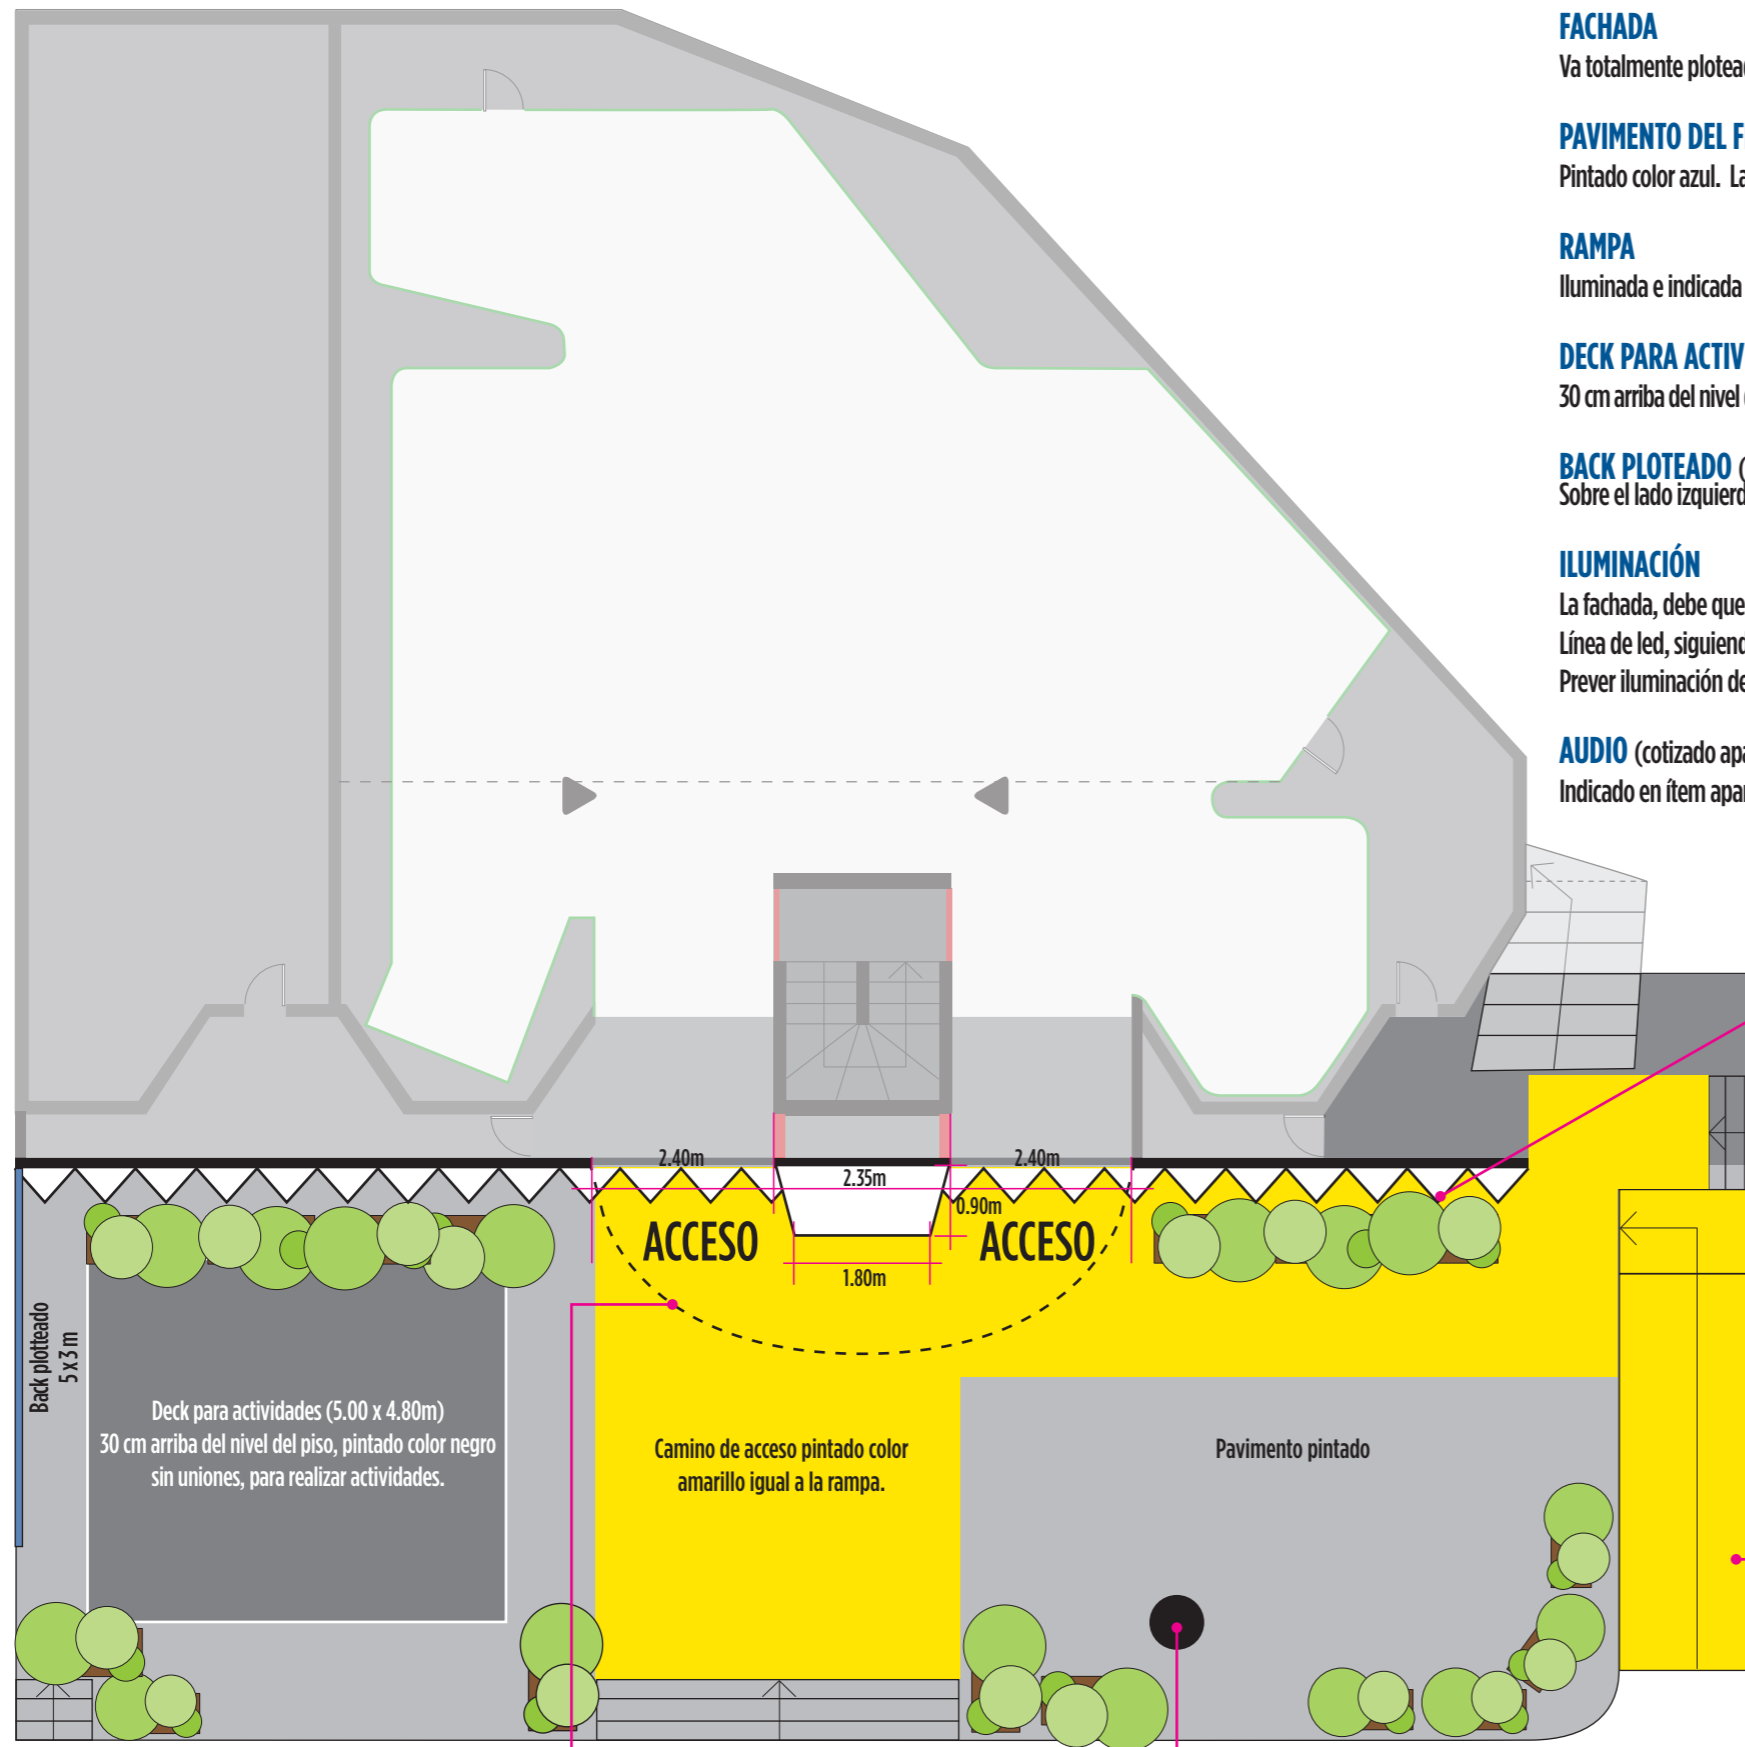 FACHADA
Va totalmente plotead
PAVIMENTO DEL F
Pintado color azul. La
RAMPA
Iluminada e indicada
DECK PARA ACTIV
30 cm arriba del nivel
BACK PLOTEADO (
Sobre el lado izquierd
ILUMINACIÓN
La fachada, debe que
Línea de led, siguiend
Prever iluminación de
AUDIO (cotizado apa
Indicado en ítem apar
2.40m
2.35m
2.40m
0.90m
ACCESO
ACCESO
1.80m
Back plotteado
5 x 3 m
Deck para actividades (5.00 x 4.80m)
30 cm arriba del nivel del piso, pintado color negro
sin uniones, para realizar actividades.
Camino de acceso pintado color
amarillo igual a la rampa.
Pavimento pintado